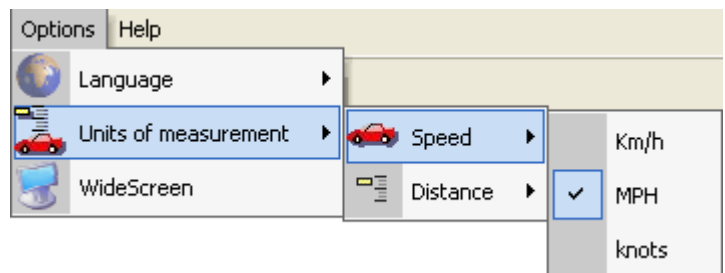 Options Help
Language
Units of measurement
WideScreen
Speed
Distance
Km/h
MPH
knots